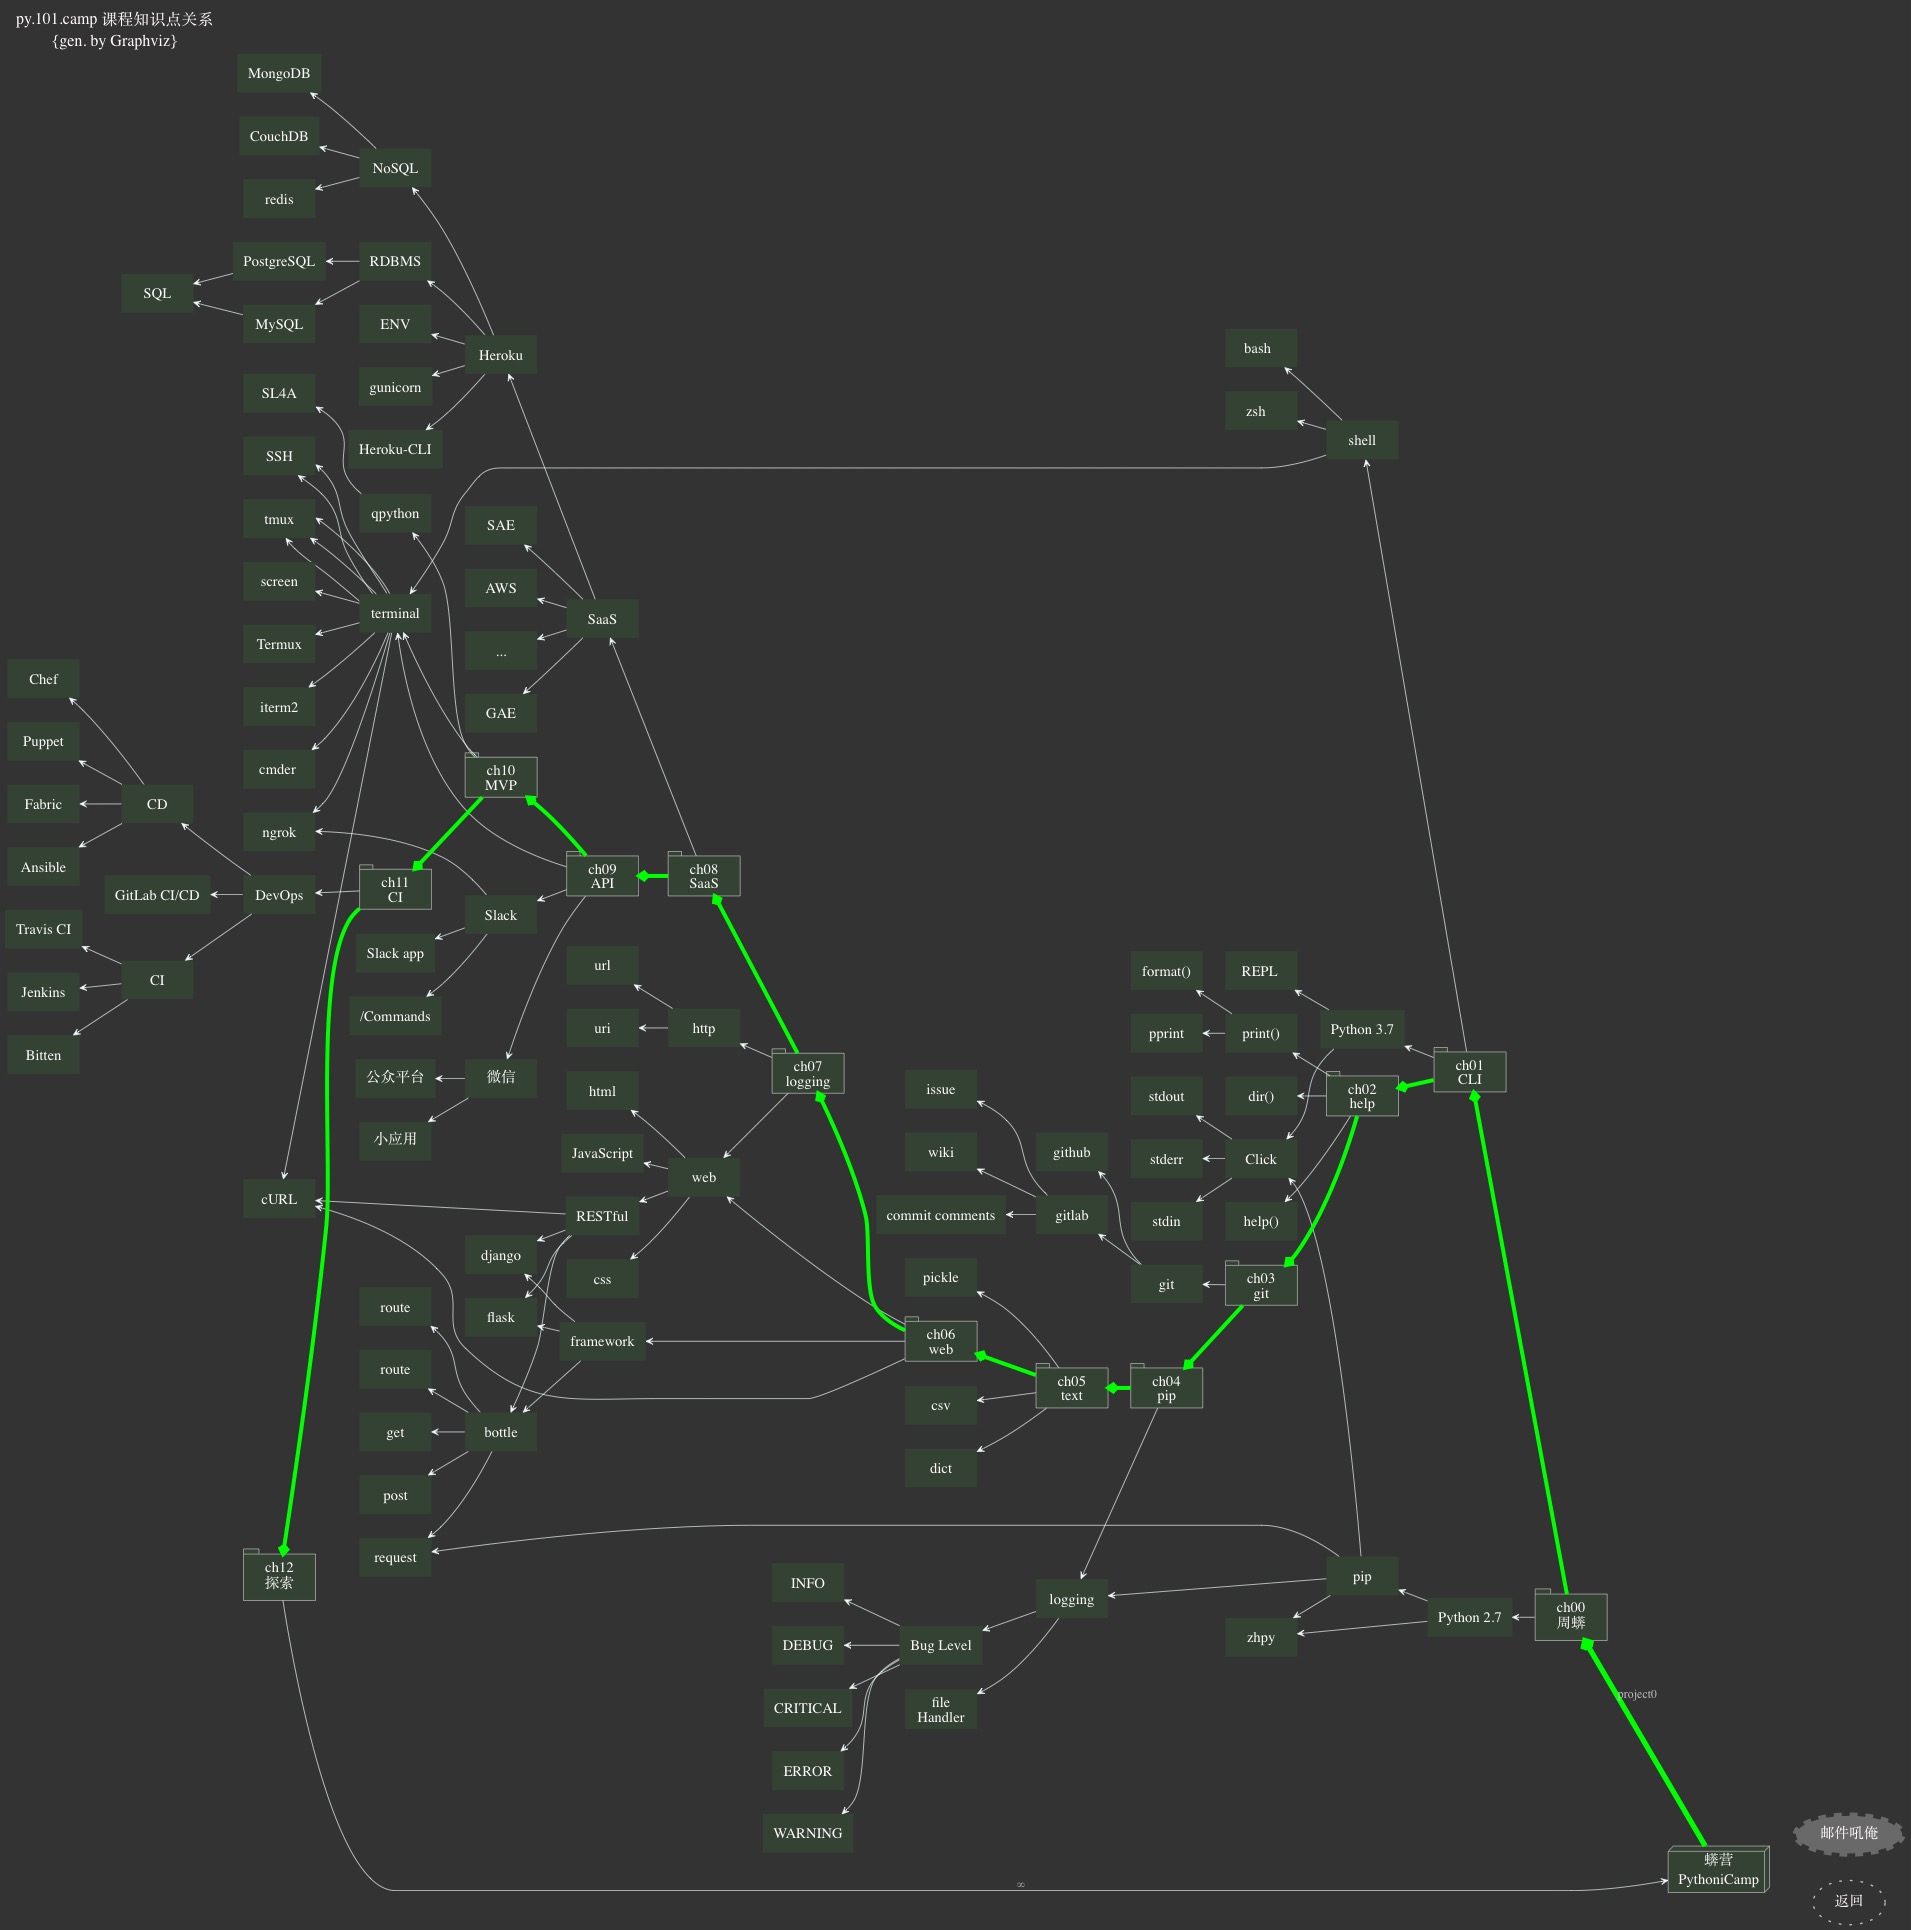 py.101.camp 课程知识点关系
{gen. by Graphviz}
MongoDB
CouchDB
NoSQL
redis
PostgreSQL
RDBMS
SQL
MySQL
ENV
Heroku
gunicorn
SL4A
Heroku-CLI
SSH
qpython
tmux
SAE
screen
AWS
terminal
SaaS
Termux
...
iterm2
GAE
cmder
ngrok
bash
zsh
shell
Chef
Puppet
Fabric
CD
Ansible
GitLab CI/CD
DevOps
Travis CI
Jenkins
CI
Bitten
ch10
MVP
ch11
CI
ch09
API
ch08
SaaS
Slack
Slack app
/Commands
url
uri
http
ch07
logging
公众平台
微信
小应用
html
JavaScript
web
cURL
RESTful
django
css
flask
framework
route
route
get
bottle
post
request
ch12
探索
format()
REPL
pprint
print()
Python 3.7
ch01
CLI
stdout
dir()
ch02
help
stderr
Click
stdin
help()
issue
wiki
github
commit comments
gitlab
pickle
git
ch03
git
ch06
web
ch05
text
ch04
pip
csv
dict
INFO
DEBUG
Bug Level
logging
CRITICAL
file
Handler
ERROR
WARNING
pip
zhpy
Python 2.7
ch00
周蟒
project0
邮件吼俺
蟒营
PythoniCamp
∞
返回